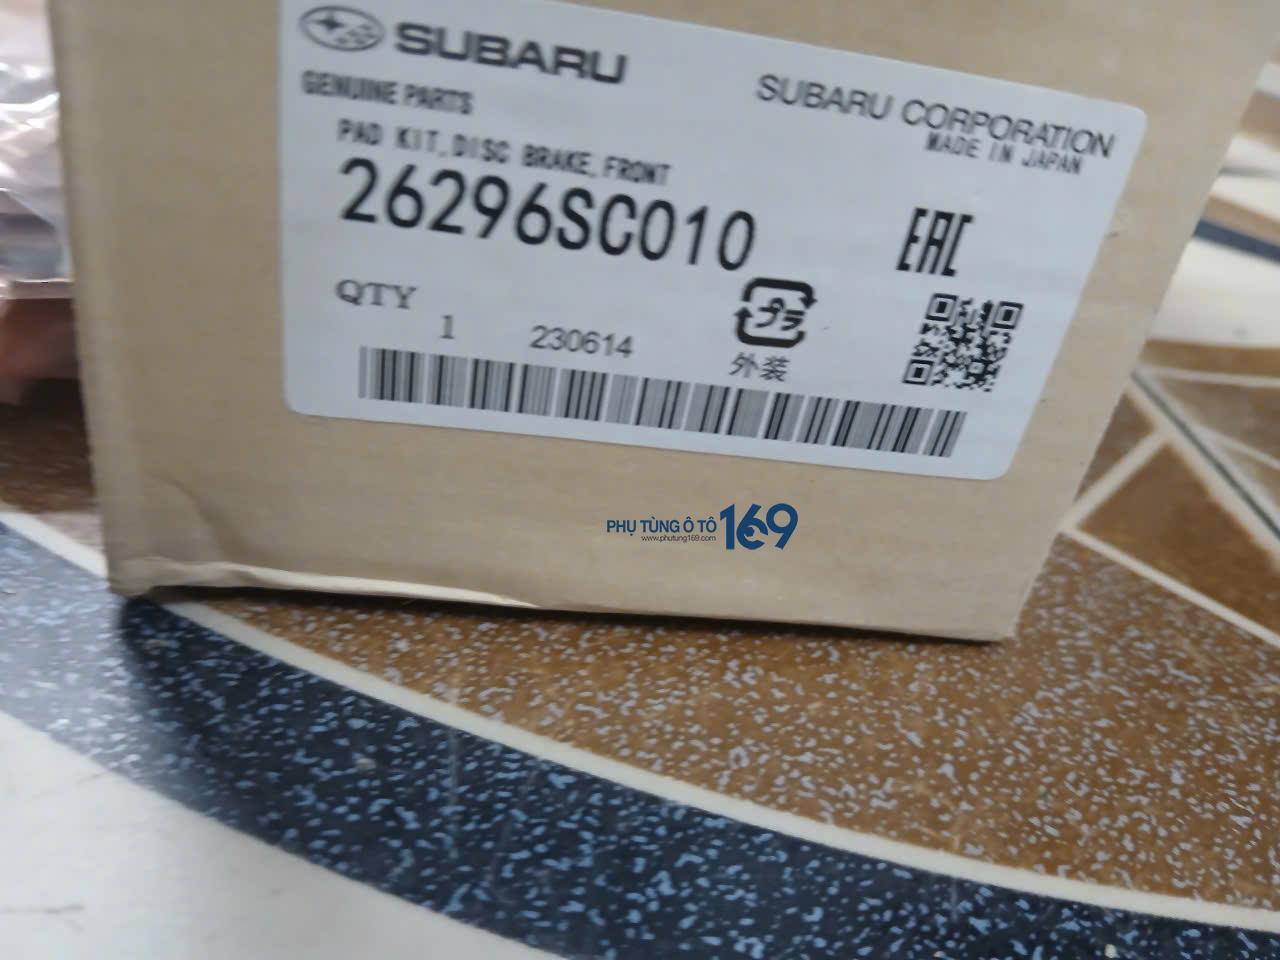 SUBARU
GENUINE PARTS
SUBARU CORPORATION
MADE IN JAPAN
PAD KIT, DISC BRAKE, FRONT
26296SC010
EAC
QTY
1 230614
プラ
外装
PHỤ TÙNG Ô TÔ 169
www.phutung169.com